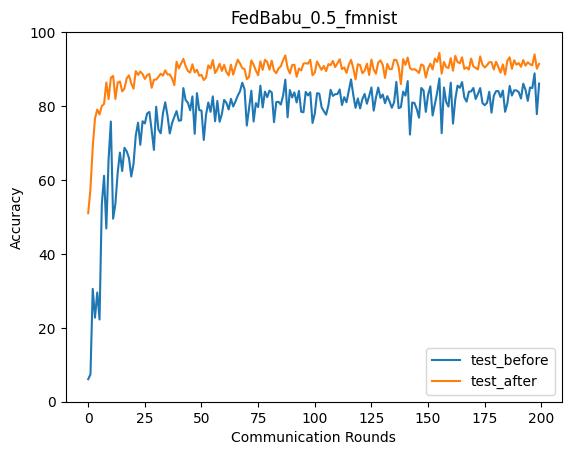 FedBabu_0.5_fmnist
100
80
60
40
20
0
Accuracy
0 25 50 75 100 125 150 175 200
Communication Rounds
test_before
test_after